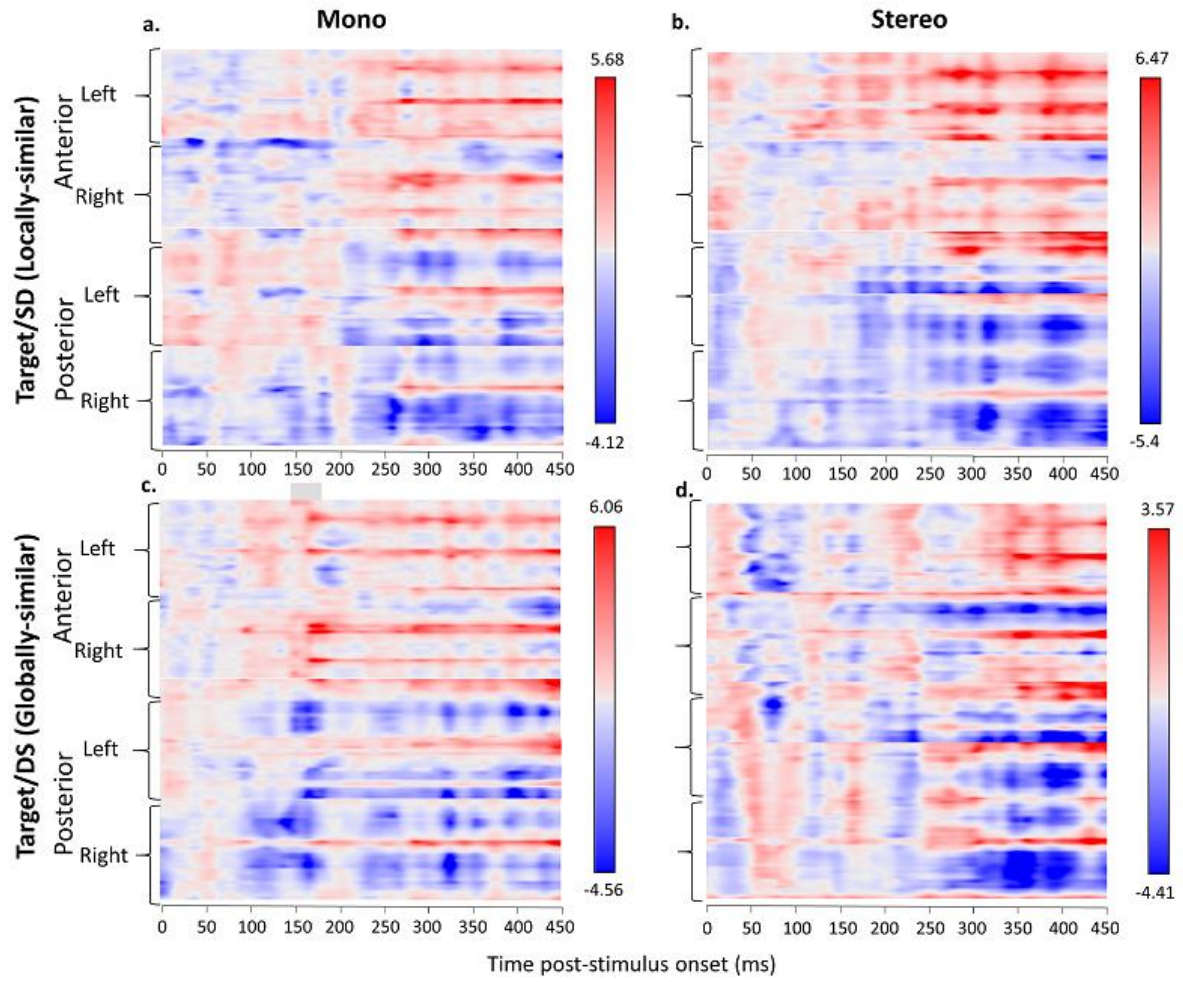 Mono
Stereo
a.
b.
Target/SD (Locally-similar)
Anterior
Left
Right
Posterior
Left
Right
5.68
-4.12
6.47
-5.4
0 50 100 150 200 250 300 350 400 450
0 50 100 150 200 250 300 350 400 450
c.
d.
Target/DS (Globally-similar)
Anterior
Left
Right
Posterior
Left
Right
6.06
-4.56
3.57
-4.41
0 50 100 150 200 250 300 350 400 450
0 50 100 150 200 250 300 350 400 450
Time post-stimulus onset (ms)